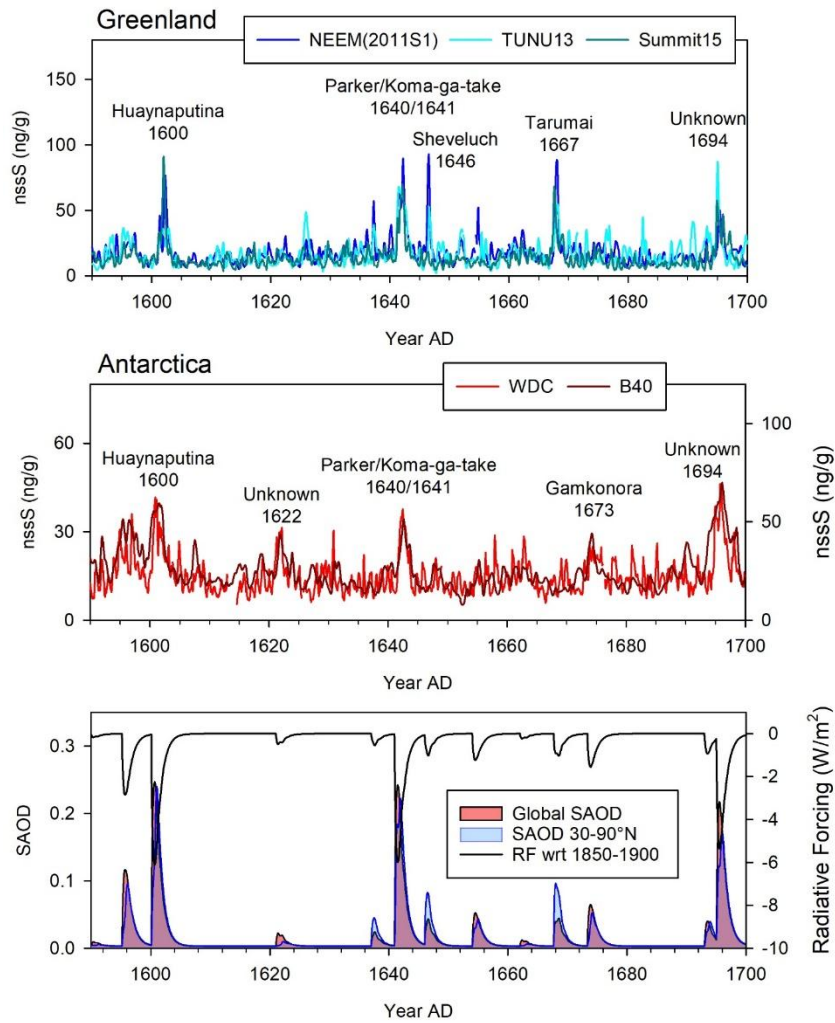 Greenland
NEEM(2011S1) TUNU13 Summit15
150
100
50
0
nssS (ng/g)
Huaynaputina
1600
Parker/Koma-ga-take
1640/1641
Sheveluch
1646
Tarumai
1667
Unknown
1694
1600 1620 1640 1660 1680 1700
Year AD
Antarctica
WDC B40
60
30
0
nssS (ng/g)
100
50
0
nssS (ng/g)
Huaynaputina
1600
Unknown
1622
Parker/Koma-ga-take
1640/1641
Gamkonora
1673
Unknown
1694
1600 1620 1640 1660 1680 1700
Year AD
0.3
0.2
0.1
0.0
SAOD
Global SAOD
SAOD 30-90°N
RF wrt 1850-1900
0
-2
-4
-6
-8
-10
Radiative Forcing (W/m²)
1600 1620 1640 1660 1680 1700
Year AD